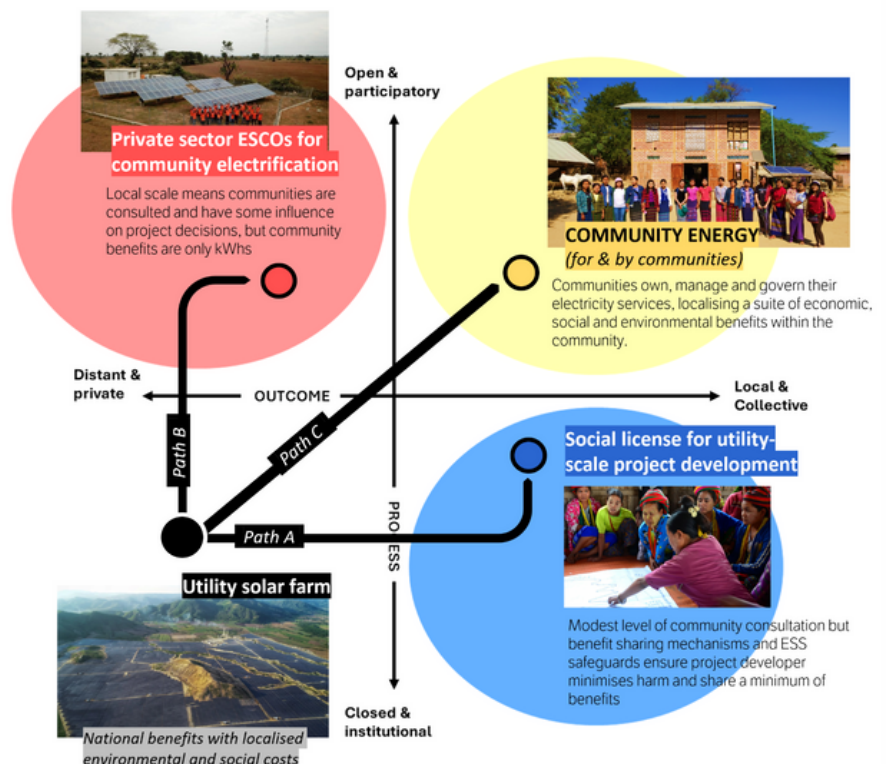 Open &
participatory
Private sector ESCOs for
community electrification
Local scale means communities are
consulted and have some influence
on project decisions, but community
benefits are only kWhs
COMMUNITY ENERGY
(for & by communities)
Communities own, manage and govern their
electricity services, localising a suite of economic,
social and environmental benefits within the
community.
Distant &
private
OUTCOME
Local &
Collective
Path B
Path C
Path A
PROCESS
Social license for utility-
scale project development
Modest level of community consultation but
benefit sharing mechanisms and ESS
safeguards ensure project developer
minimises harm and share a minimum of
benefits
Utility solar farm
National benefits with localised
environmental and social costs
Closed &
institutional